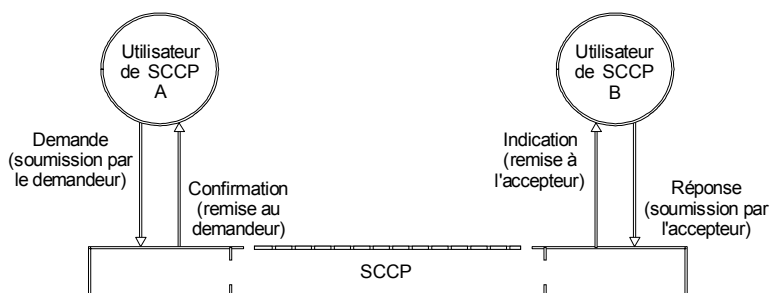 Utilisateur
de SCCP
A
Utilisateur
de SCCP
B
Demande
(soumission par
le demandeur)
Confirmation
(remise au
demandeur)
Indication
(remise à
l'accepteur)
Réponse
(soumission par
l'accepteur)
SCCP